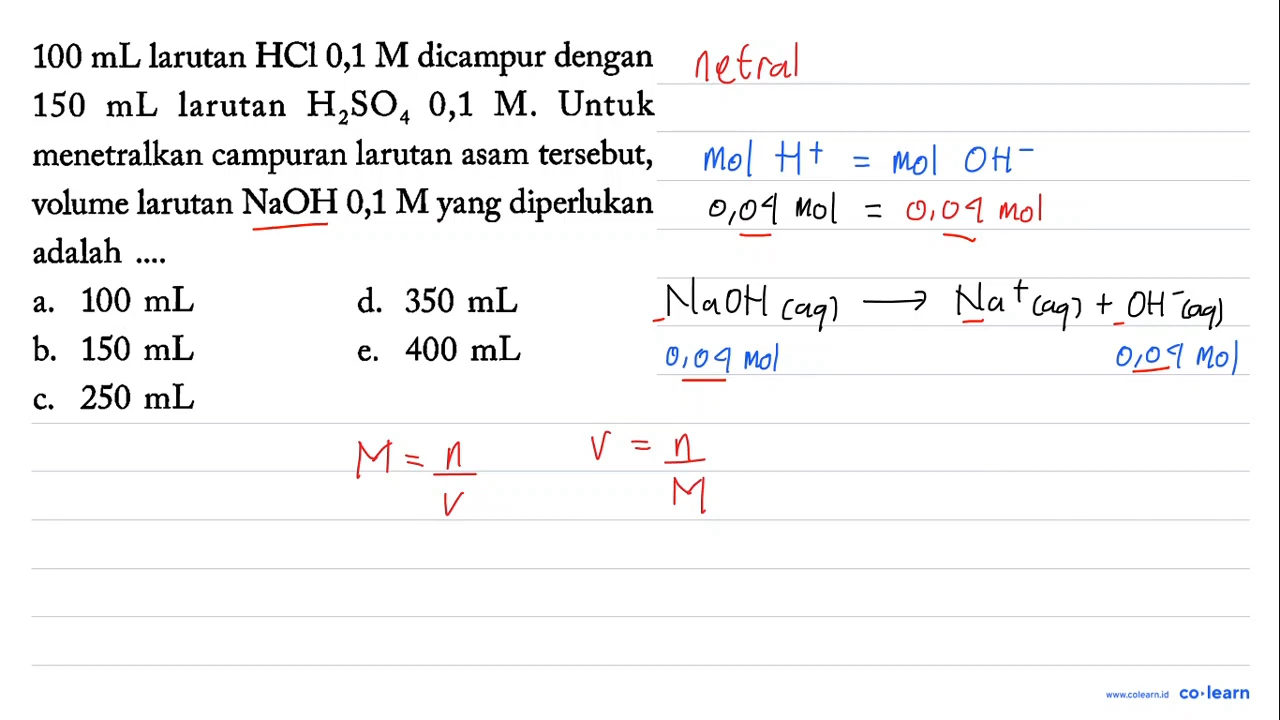 100 mL larutan HCl 0,1 M dicampur dengan
150 mL larutan H₂SO₄ 0,1 M. Untuk
menetralkan campuran larutan asam tersebut,
volume larutan NaOH 0,1 M yang diperlukan
adalah ....
a. 100 mL
b. 150 mL
c. 250 mL
d. 350 mL
e. 400 mL
netral
mol H⁺ = mol OH⁻
0,04 mol = 0,04 mol
NaOH (aq) ⟶ Na⁺ (aq) + OH⁻ (aq)
0,04 mol 0,04 mol
M = n/V
V = n/M
www.colearn.id co·learn